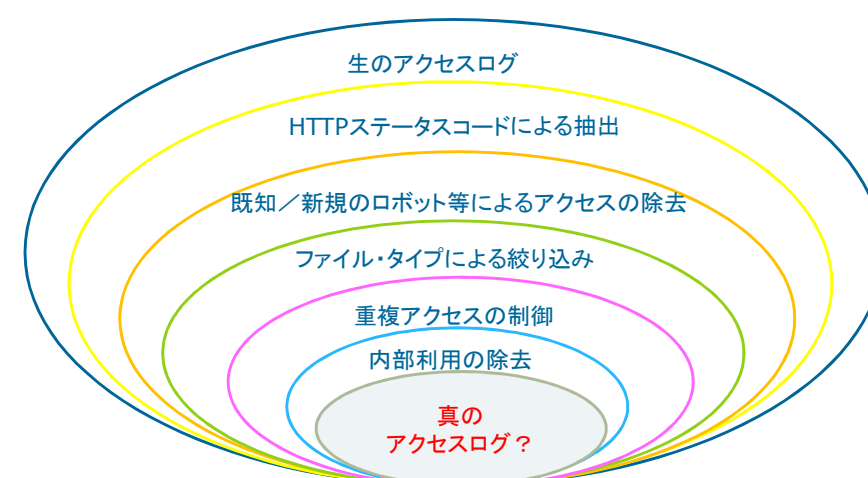 生のアクセスログ
HTTPステータスコードによる抽出
既知／新規のロボット等によるアクセスの除去
ファイル・タイプによる絞り込み
重複アクセスの制御
内部利用の除去
真の
アクセスログ？